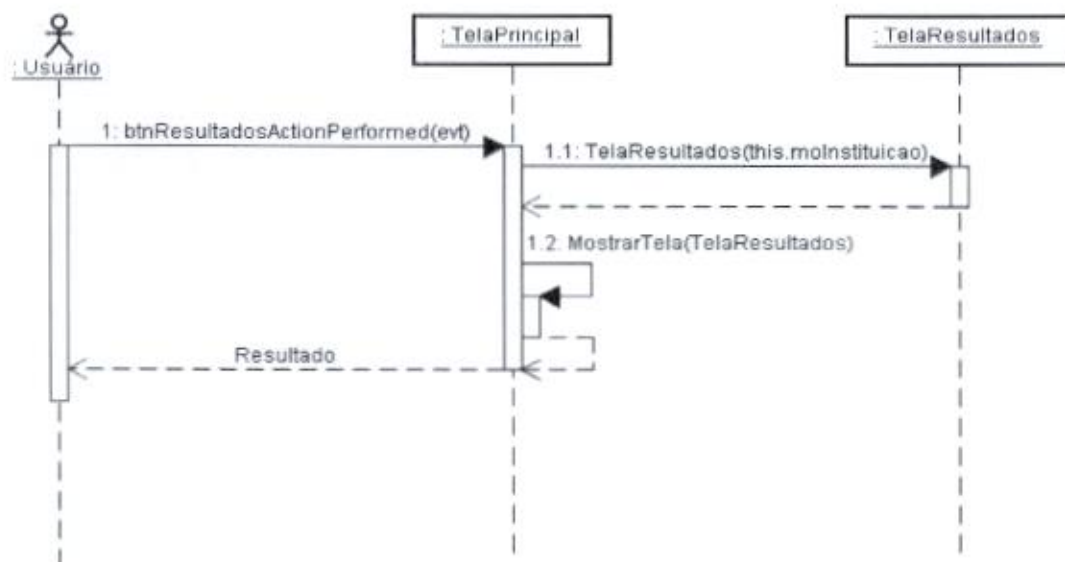 : Usuário
: TelaPrincipal
: TelaResultados
1: btnResultadosActionPerformed(evt)
1.1: TelaResultados(this.moInstituicao)
1.2: MostrarTela(TelaResultados)
Resultado